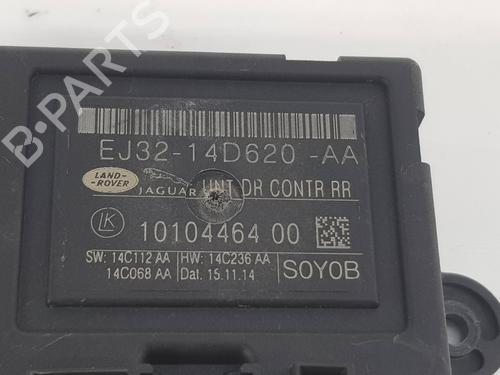 B-PARTS
EJ32-14D620 -AA
LAND-ROVER
JAGUAR UNT DR CONTR RR
LK 10104464 00
SW: 14C112 AA HW: 14C236 AA
14C068 AA Dat. 15.11.14
S0Y0B